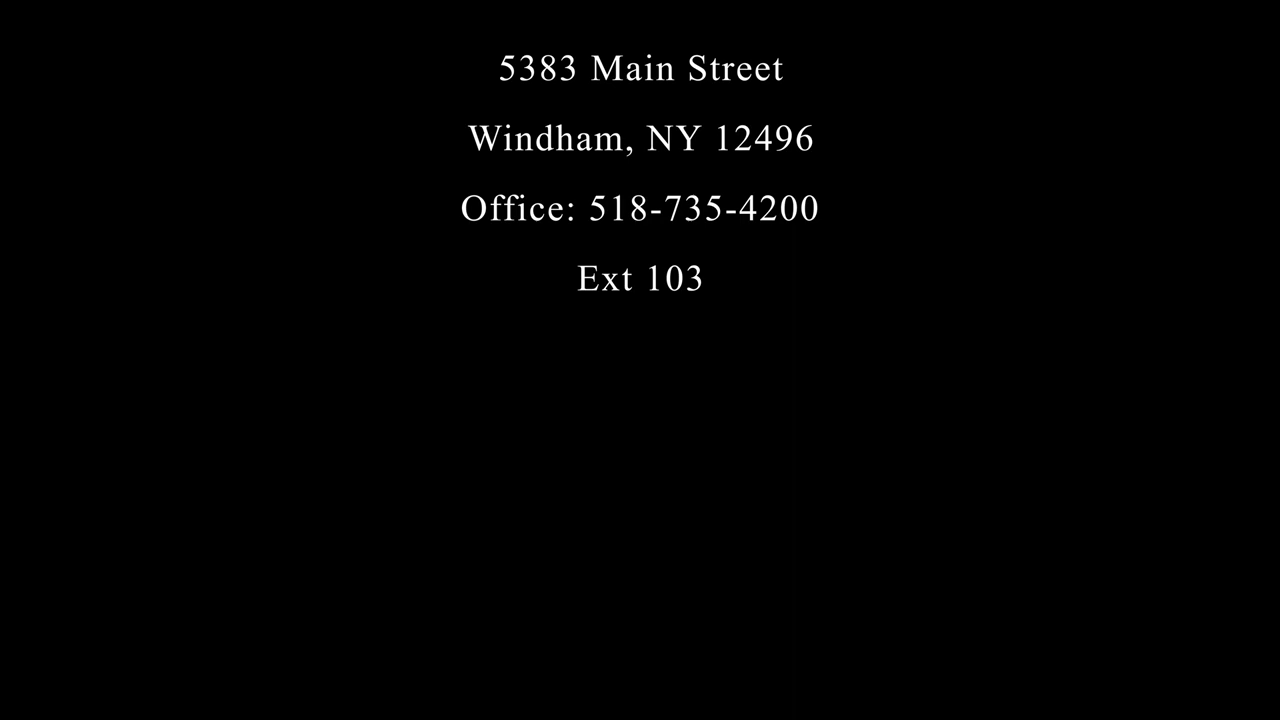 5383 Main Street
Windham, NY 12496
Office: 518-735-4200
Ext 103